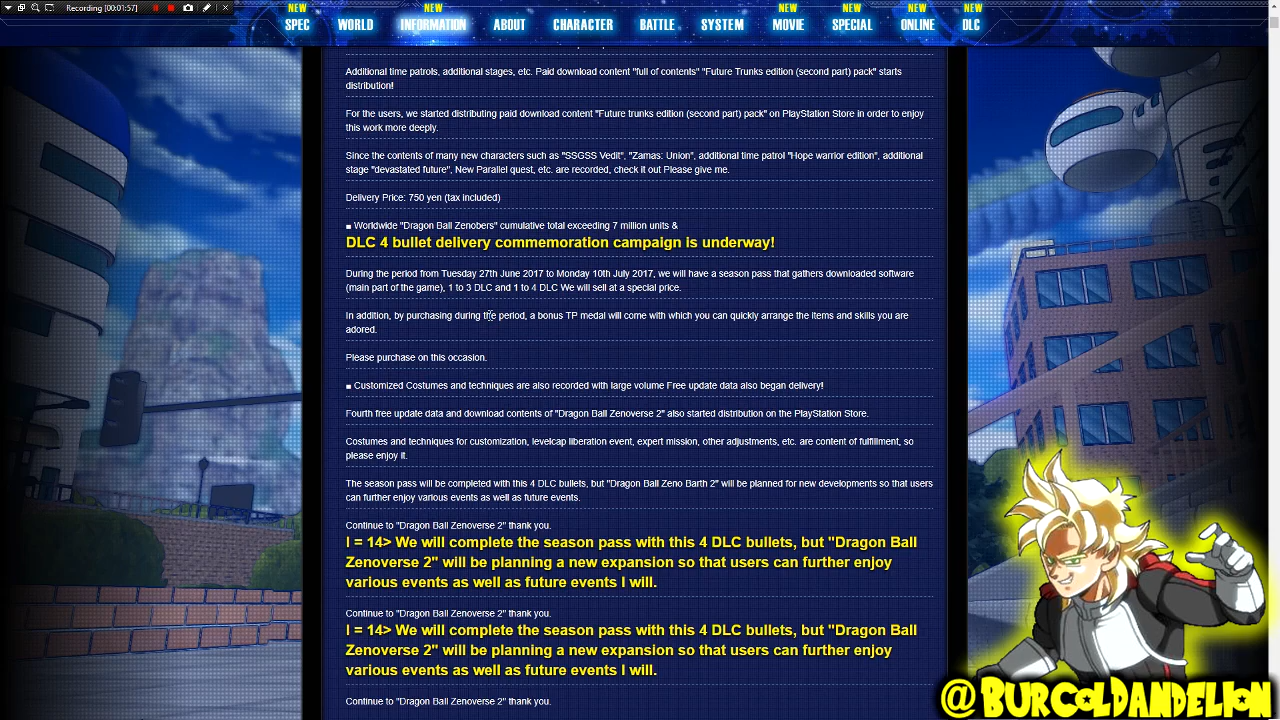 Recording [00:01:57]
NEW NEW NEW NEW NEW NEW
SPEC WORLD INFORMATION ABOUT CHARACTER BATTLE SYSTEM MOVIE SPECIAL ONLINE DLC
Additional time patrols, additional stages, etc. Paid download content "full of contents" "Future Trunks edition (second part) pack" starts
distribution!
For the users, we started distributing paid download content "Future trunks edition (second part) pack" on PlayStation Store in order to enjoy
this work more deeply.
Since the contents of many new characters such as "SSGSS Vedit", "Zamas: Union", additional time patrol "Hope warrior edition", additional
stage "devastated future", New Parallel quest, etc. are recorded, check it out Please give me.
Delivery Price: 750 yen (tax included)
■ Worldwide "Dragon Ball Zenobers" cumulative total exceeding 7 million units &
DLC 4 bullet delivery commemoration campaign is underway!
During the period from Tuesday 27th June 2017 to Monday 10th July 2017, we will have a season pass that gathers downloaded software
(main part of the game), 1 to 3 DLC and 1 to 4 DLC We will sell at a special price.
In addition, by purchasing during the period, a bonus TP medal will come with which you can quickly arrange the items and skills you are
adored.
Please purchase on this occasion.
■ Customized Costumes and techniques are also recorded with large volume Free update data also began delivery!
Fourth free update data and download contents of "Dragon Ball Zenoverse 2" also started distribution on the PlayStation Store.
Costumes and techniques for customization, levelcap liberation event, expert mission, other adjustments, etc. are content of fulfillment, so
please enjoy it.
The season pass will be completed with this 4 DLC bullets, but "Dragon Ball Zeno Barth 2" will be planned for new developments so that users
can further enjoy various events as well as future events.
Continue to "Dragon Ball Zenoverse 2" thank you.
I = 14> We will complete the season pass with this 4 DLC bullets, but "Dragon Ball
Zenoverse 2" will be planning a new expansion so that users can further enjoy
various events as well as future events I will.
Continue to "Dragon Ball Zenoverse 2" thank you.
I = 14> We will complete the season pass with this 4 DLC bullets, but "Dragon Ball
Zenoverse 2" will be planning a new expansion so that users can further enjoy
various events as well as future events I will.
Continue to "Dragon Ball Zenoverse 2" thank you.
@BURCOLDANDELION